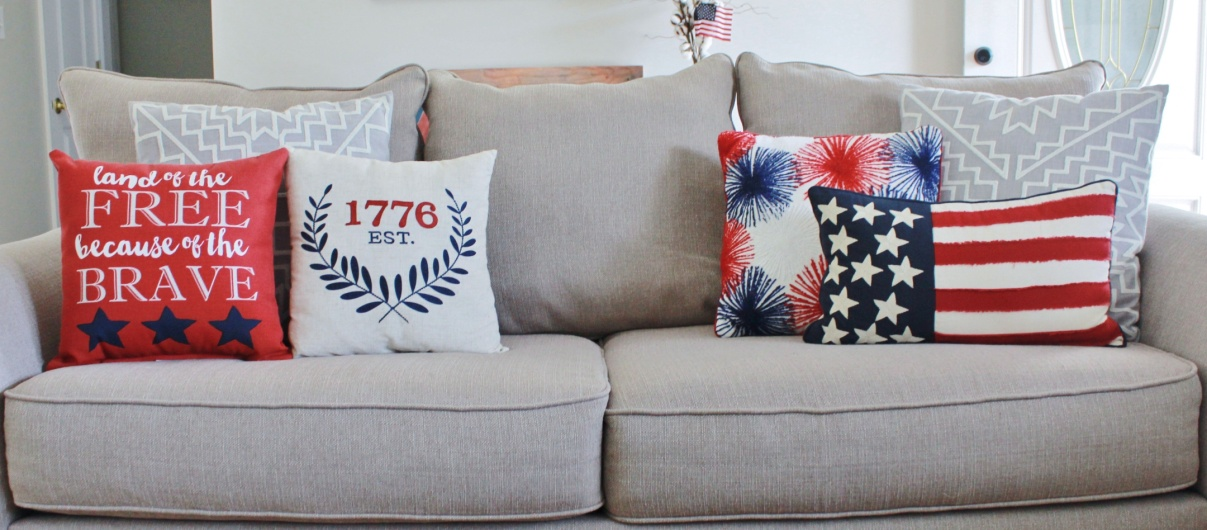 land of the
FREE
because of the
BRAVE
1776
EST.